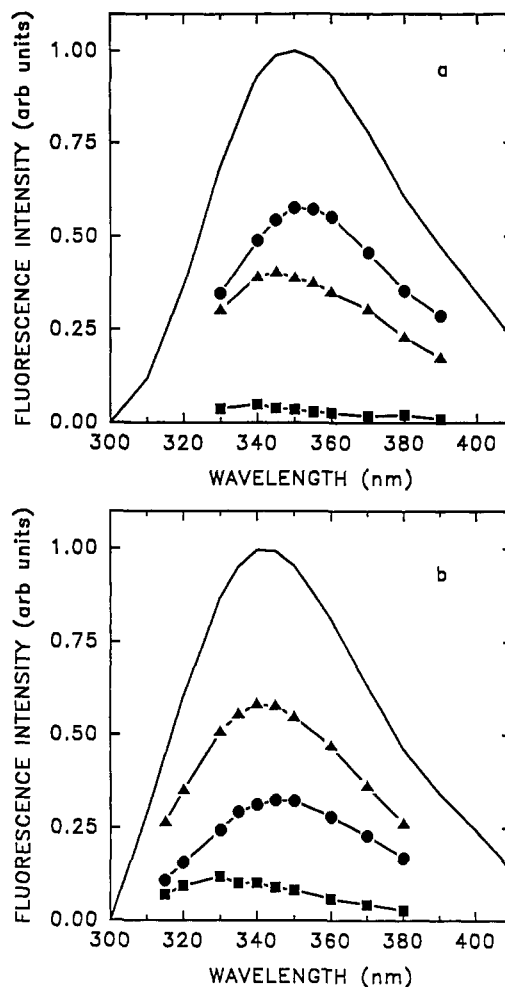 a
1.00
0.75
0.50
0.25
0.00
FLUORESCENCE INTENSITY (arb units)
300 320 340 360 380 400
WAVELENGTH (nm)
b
1.00
0.75
0.50
0.25
0.00
FLUORESCENCE INTENSITY (arb units)
300 320 340 360 380 400
WAVELENGTH (nm)